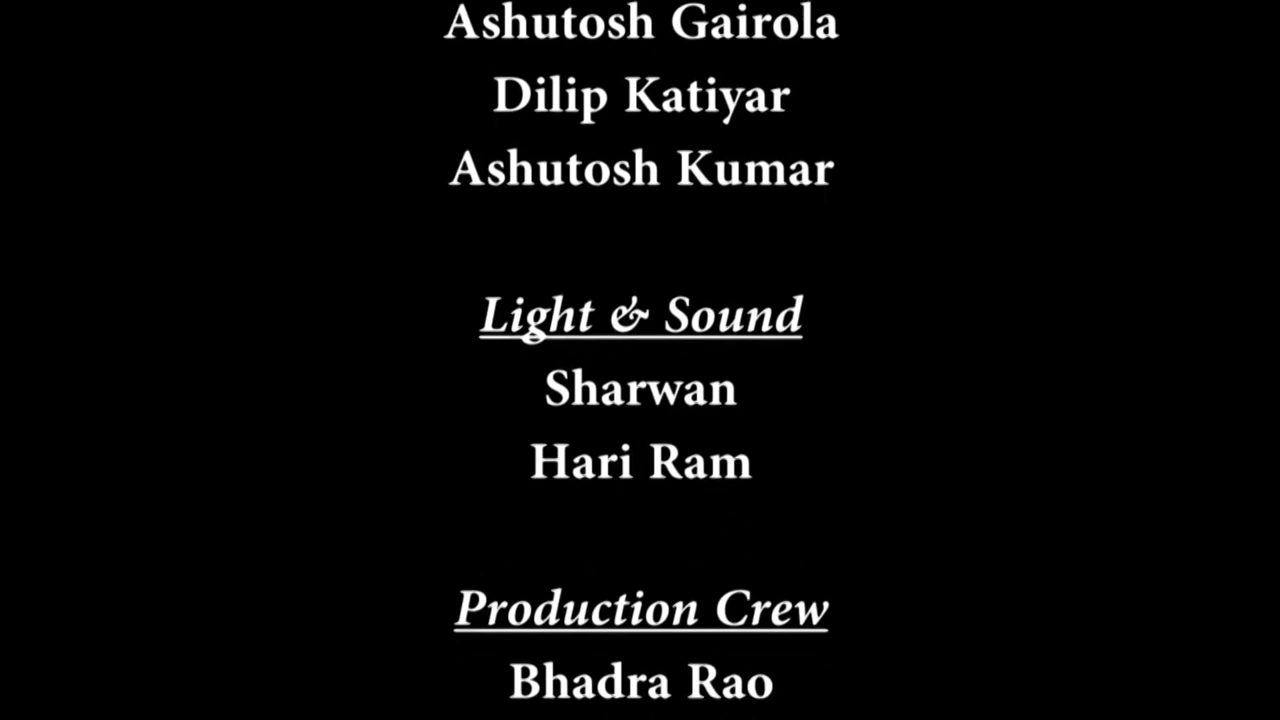 Ashutosh Gairola
Dilip Katiyar
Ashutosh Kumar
Light & Sound
Sharwan
Hari Ram
Production Crew
Bhadra Rao